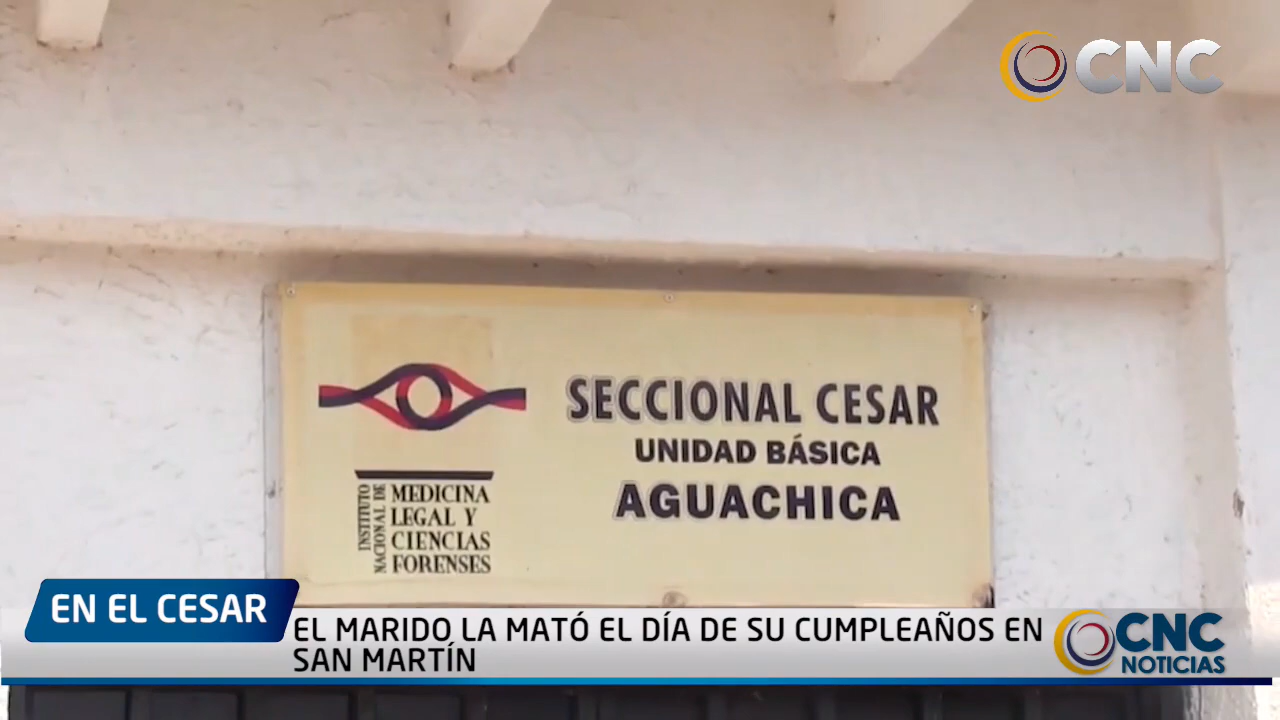 CNC
SECCIONAL CESAR
UNIDAD BÁSICA
AGUACHICA
INSTITUTO
NACIONAL DE
MEDICINA
LEGAL Y
CIENCIAS
FORENSES
EN EL CESAR
EL MARIDO LA MATÓ EL DÍA DE SU CUMPLEAÑOS EN
SAN MARTÍN
CNC
NOTICIAS